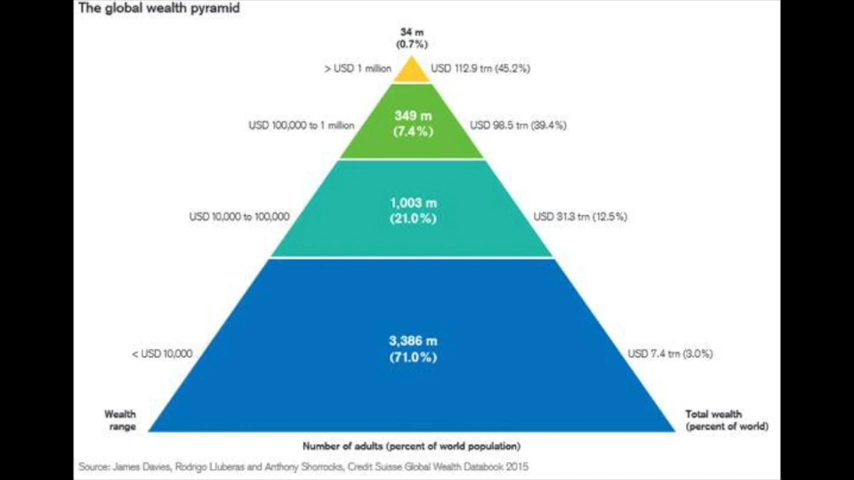 The global wealth pyramid
34 m
(0.7%)
> USD 1 million
USD 112.9 trn (45.2%)
349 m
(7.4%)
USD 100,000 to 1 million
USD 98.5 trn (39.4%)
1,003 m
(21.0%)
USD 10,000 to 100,000
USD 31.3 trn (12.5%)
3,386 m
(71.0%)
< USD 10,000
USD 7.4 trn (3.0%)
Wealth
range
Total wealth
(percent of world)
Number of adults (percent of world population)
Source: James Davies, Rodrigo Lluberas and Anthony Shorrocks, Credit Suisse Global Wealth Databook 2015